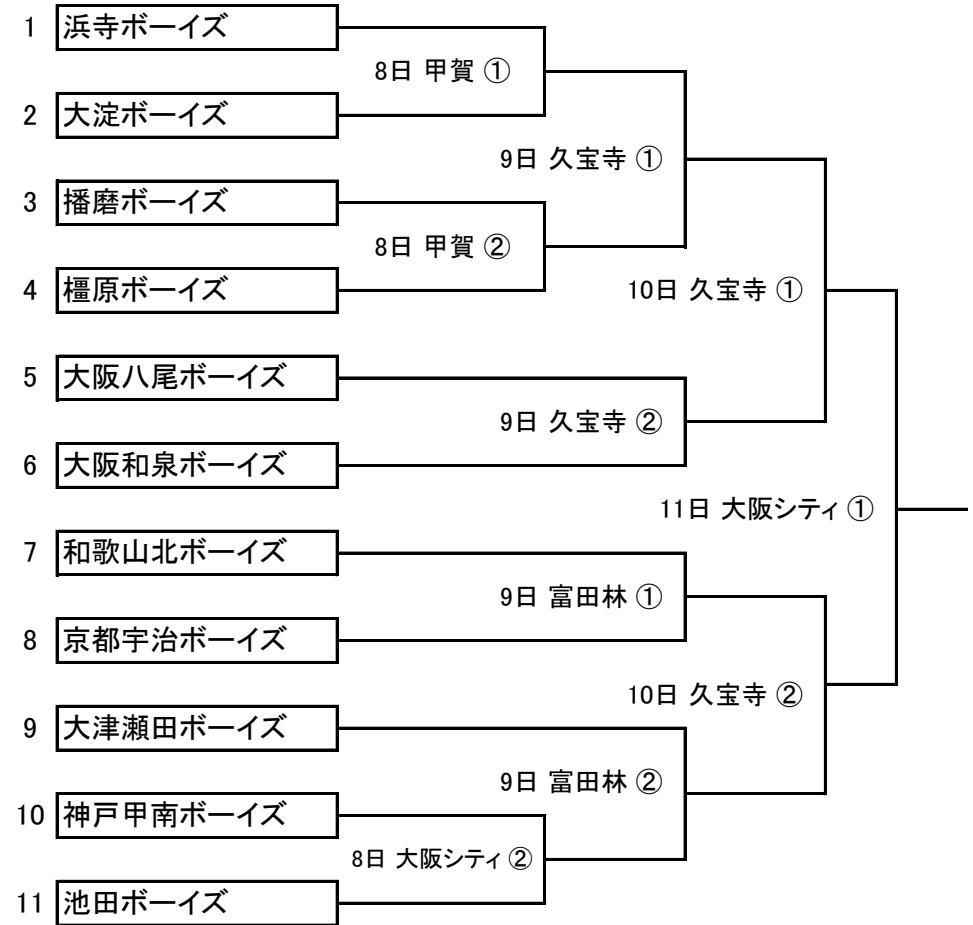 1 浜寺ボーイズ
8日 甲賀 ①
2 大淀ボーイズ
9日 久宝寺 ①
3 播磨ボーイズ
8日 甲賀 ②
4 橿原ボーイズ
10日 久宝寺 ①
5 大阪八尾ボーイズ
9日 久宝寺 ②
6 大阪和泉ボーイズ
11日 大阪シティ ①
7 和歌山北ボーイズ
9日 富田林 ①
8 京都宇治ボーイズ
10日 久宝寺 ②
9 大津瀬田ボーイズ
9日 富田林 ②
10 神戸甲南ボーイズ
8日 大阪シティ ②
11 池田ボーイズ